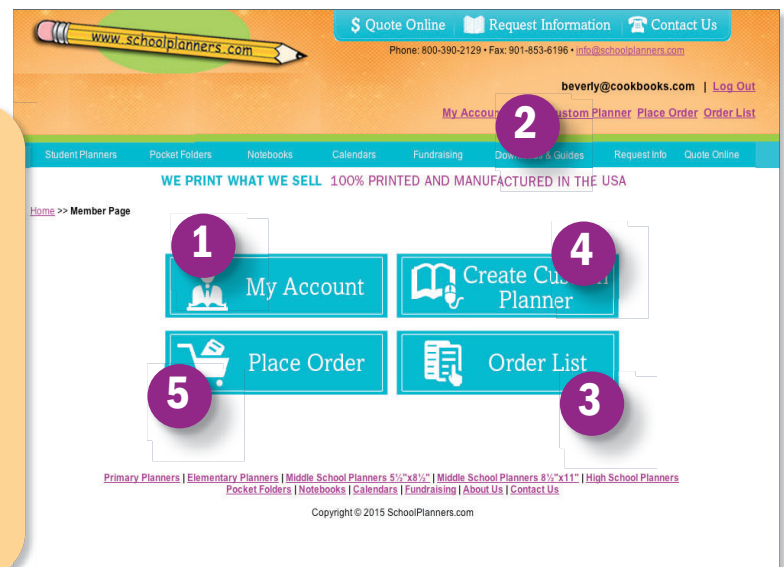 www.schoolplanners.com
$ Quote Online Request Information Contact Us
Phone: 800-390-2129 • Fax: 901-853-6196 • info@schoolplanners.com
beverly@cookbooks.com | Log Out
My Planner Place Order Order List
2
Student Planners Pocket Folders Notebooks Calendars Fundraising & Guides Request Info Quote Online
WE PRINT WHAT WE SELL 100% PRINTED AND MANUFACTURED IN THE USA
Home >> Member Page
1
4
My Account
Create
Planner
Place Order
Order List
5
3
Primary Planners | Elementary Planners | Middle School Planners 5½"x8½" | Middle School Planners 8½"x11" | High School Planners
Pocket Folders | Notebooks | Calendars | Fundraising | About Us | Contact Us
Copyright © 2015 SchoolPlanners.com